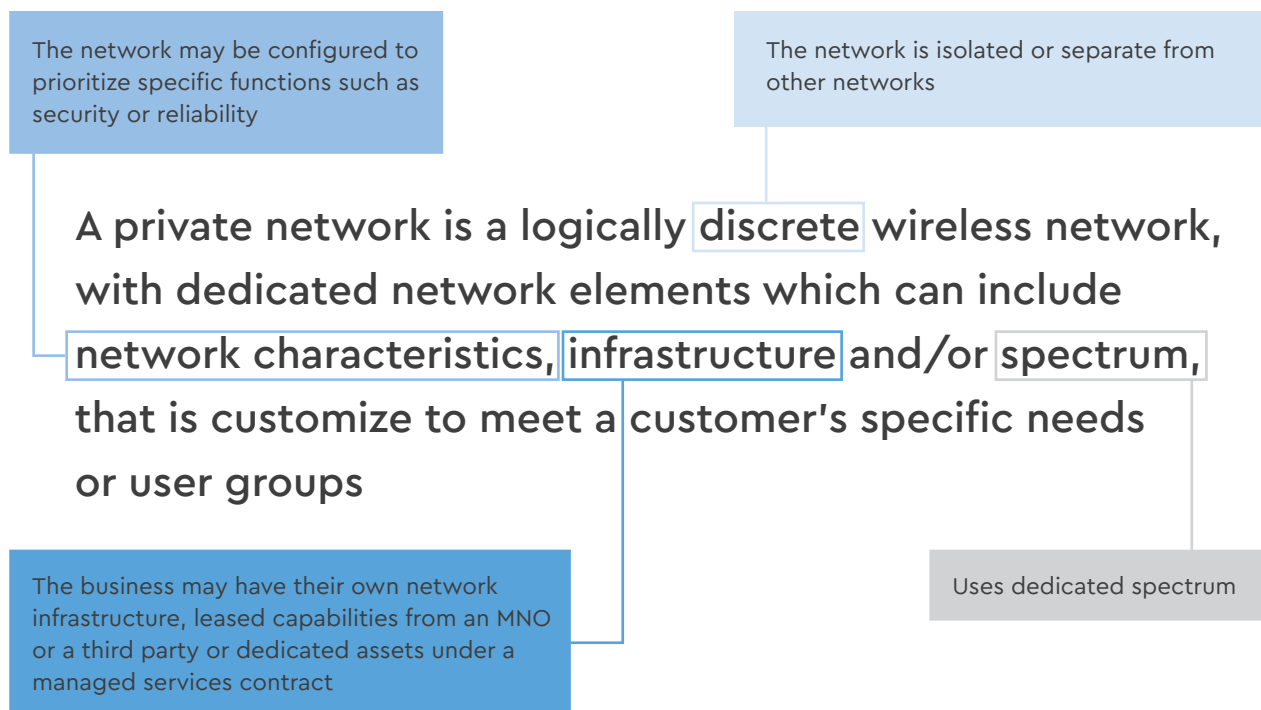 The network may be configured to
prioritize specific functions such as
security or reliability
The network is isolated or separate from
other networks
A private network is a logically discrete wireless network,
with dedicated network elements which can include
network characteristics, infrastructure and/or spectrum,
that is customize to meet a customer's specific needs
or user groups
The business may have their own network
infrastructure, leased capabilities from an MNO
or a third party or dedicated assets under a
managed services contract
Uses dedicated spectrum